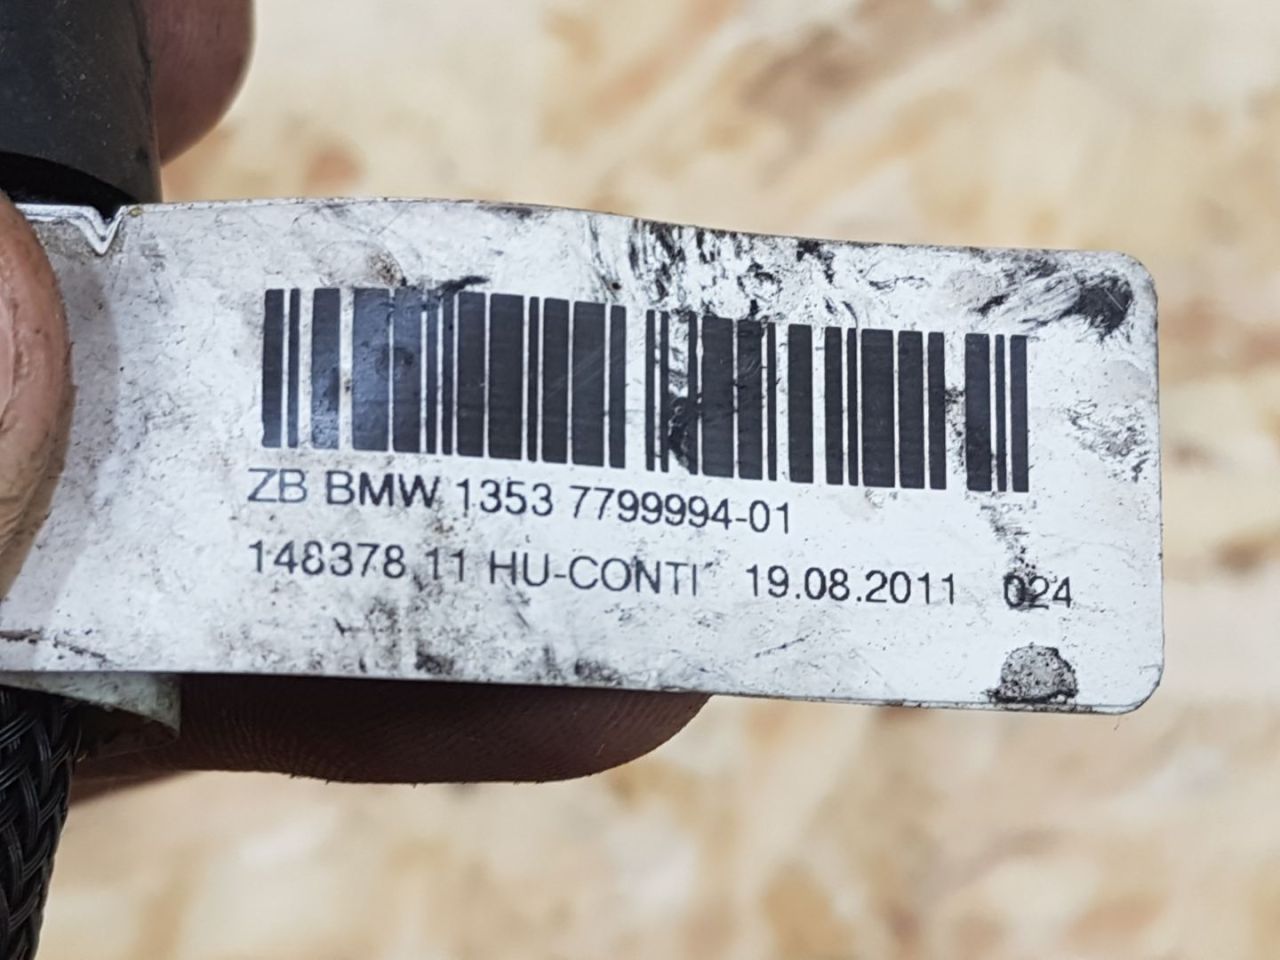 ZB BMW 1353 7799994-01
148378 11 HU-CONTI 19.08.2011 024